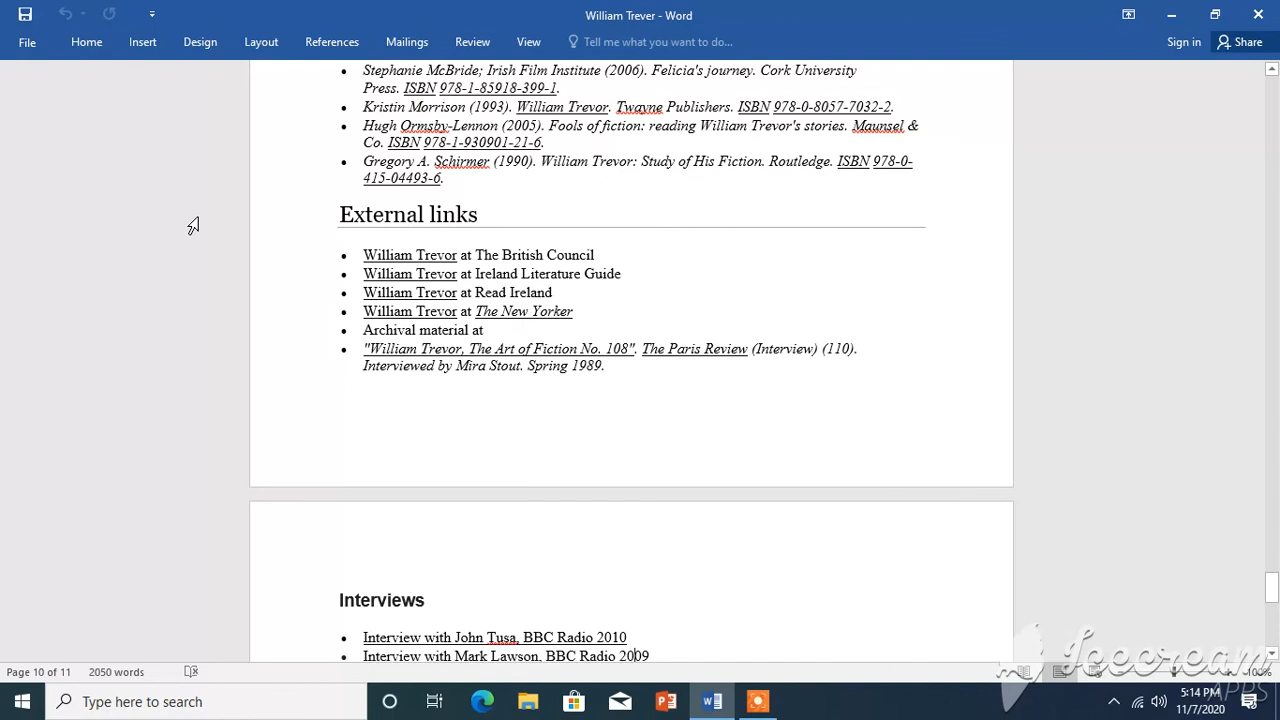 William Trever - Word
File Home Insert Design Layout References Mailings Review View Tell me what you want to do... Sign in Share
• Stephanie McBride; Irish Film Institute (2006). Felicia's journey. Cork University
Press. ISBN 978-1-85918-399-1.
• Kristin Morrison (1993). William Trevor. Twayne Publishers. ISBN 978-0-8057-7032-2.
• Hugh Ormsby-Lennon (2005). Fools of fiction: reading William Trevor's stories. Maunsel &
Co. ISBN 978-1-930901-21-6.
• Gregory A. Schirmer (1990). William Trevor: Study of His Fiction. Routledge. ISBN 978-0-
415-04493-6.
External links
• William Trevor at The British Council
• William Trevor at Ireland Literature Guide
• William Trevor at Read Ireland
• William Trevor at The New Yorker
• Archival material at
• "William Trevor, The Art of Fiction No. 108". The Paris Review (Interview) (110).
Interviewed by Mira Stout. Spring 1989.
Interviews
• Interview with John Tusa, BBC Radio 2010
• Interview with Mark Lawson, BBC Radio 2009
Page 10 of 11 2050 words 100%
Icecream
APPS
Type here to search
5:14 PM
11/7/2020